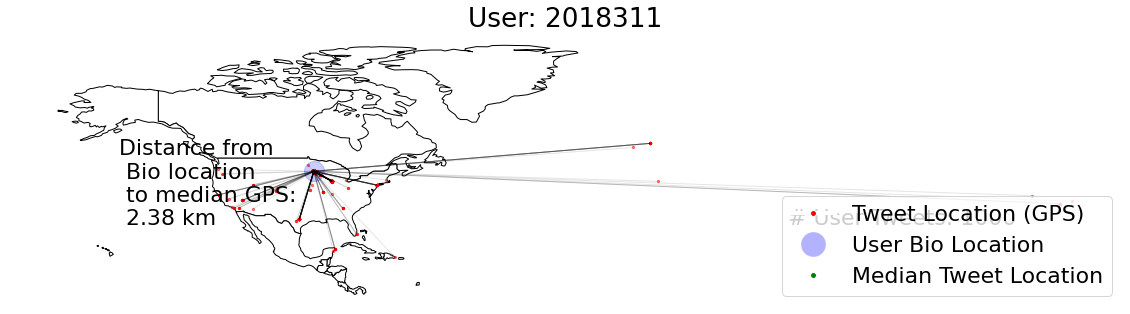 User: 2018311
Distance from
Bio location
to median GPS:
2.38 km
# User Tweets: 1000
Tweet Location (GPS)
User Bio Location
Median Tweet Location